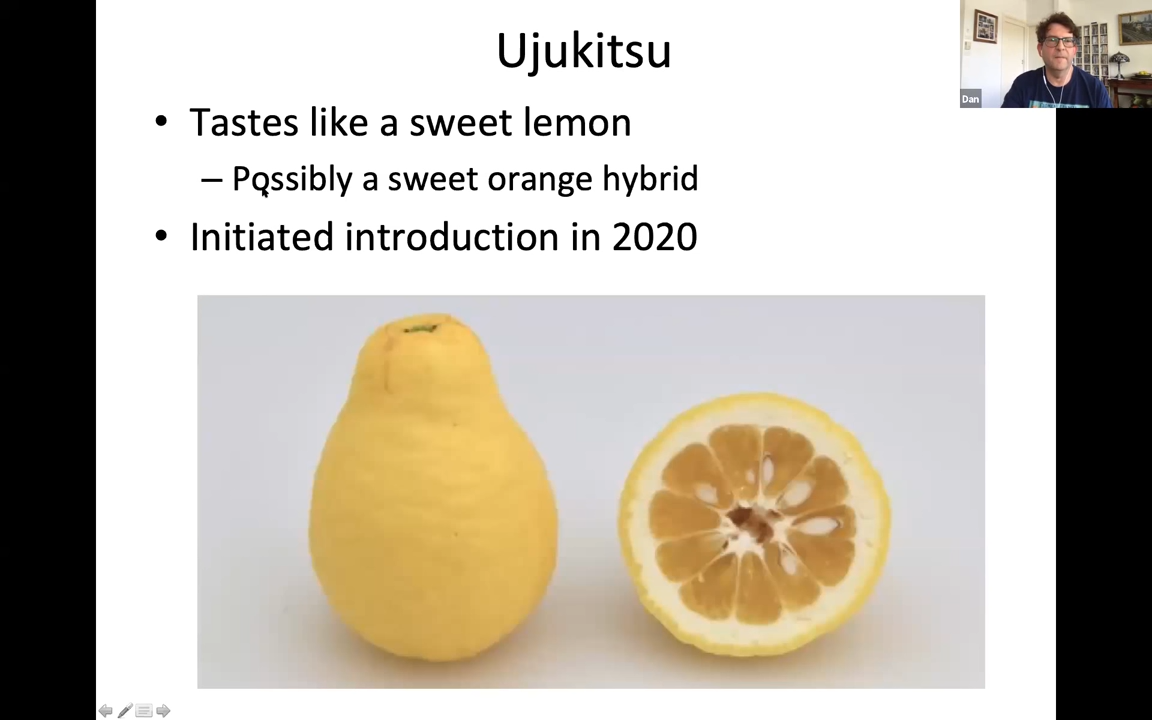 Ujukitsu
• Tastes like a sweet lemon
– Possibly a sweet orange hybrid
• Initiated introduction in 2020
Dan